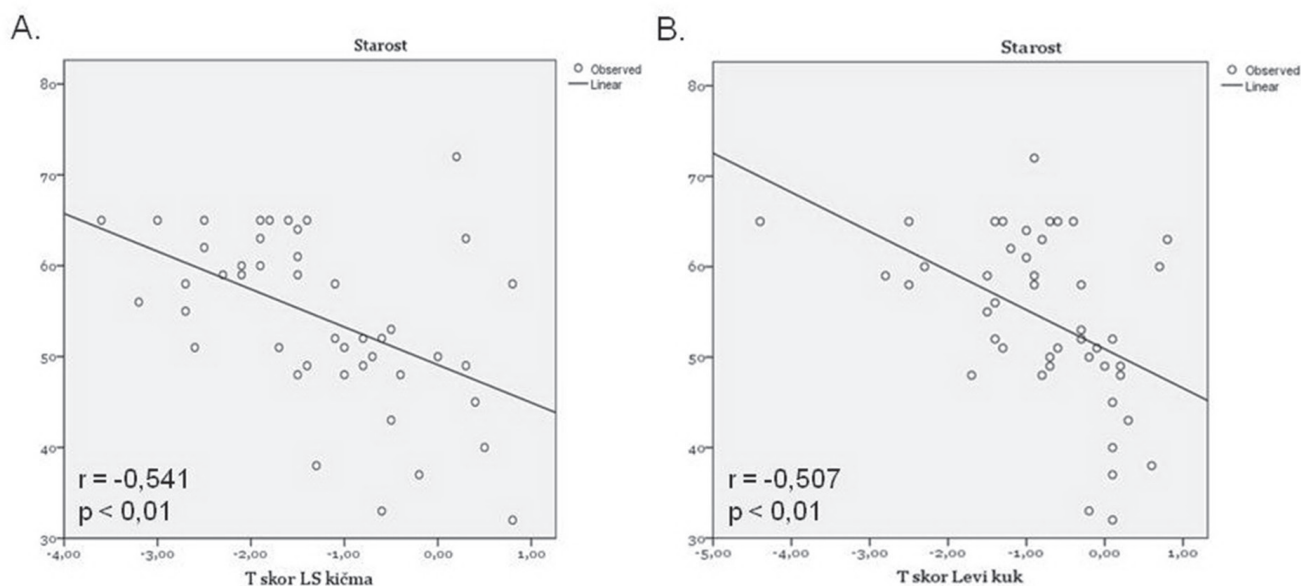 A.
Starost
Observed
Linear
80
70
60
50
40
30
r = -0,541
p < 0,01
-4,00 -3,00 -2,00 -1,00 0,00 1,00
T skor LS kičma
B.
Starost
Observed
Linear
80
70
60
50
40
30
r = -0,507
p < 0,01
-5,00 -4,00 -3,00 -2,00 -1,00 0,00 1,00
T skor Levi kuk